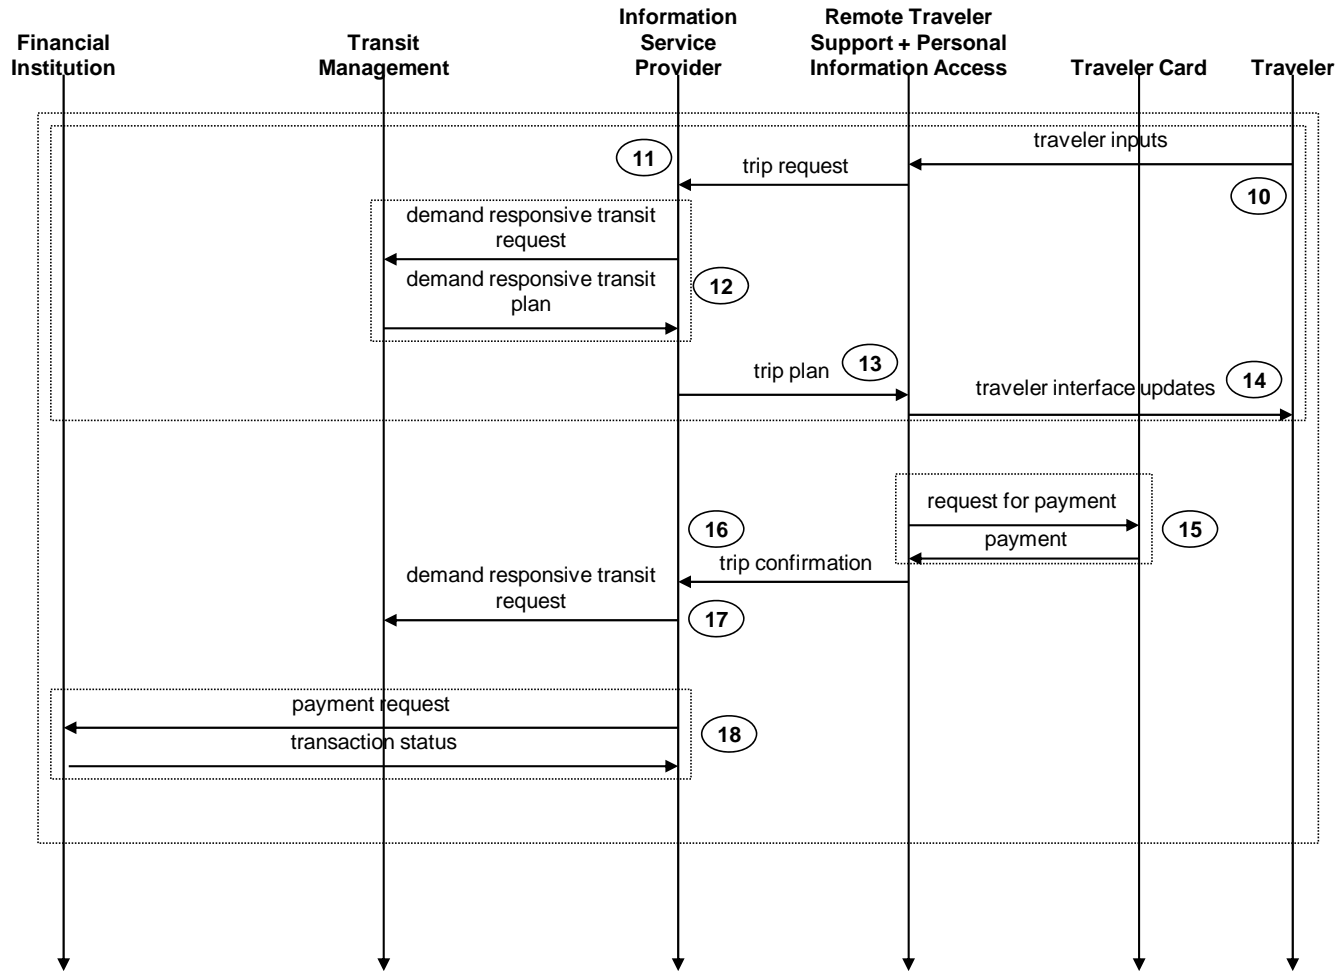 Financial
Institution
Transit
Management
Information
Service
Provider
Remote Traveler
Support + Personal
Information Access
Traveler Card
Traveler
traveler inputs
11
trip request
10
demand responsive transit
request
demand responsive transit
plan
12
trip plan
13
traveler interface updates
14
request for payment
payment
15
16
trip confirmation
demand responsive transit
request
17
payment request
transaction status
18